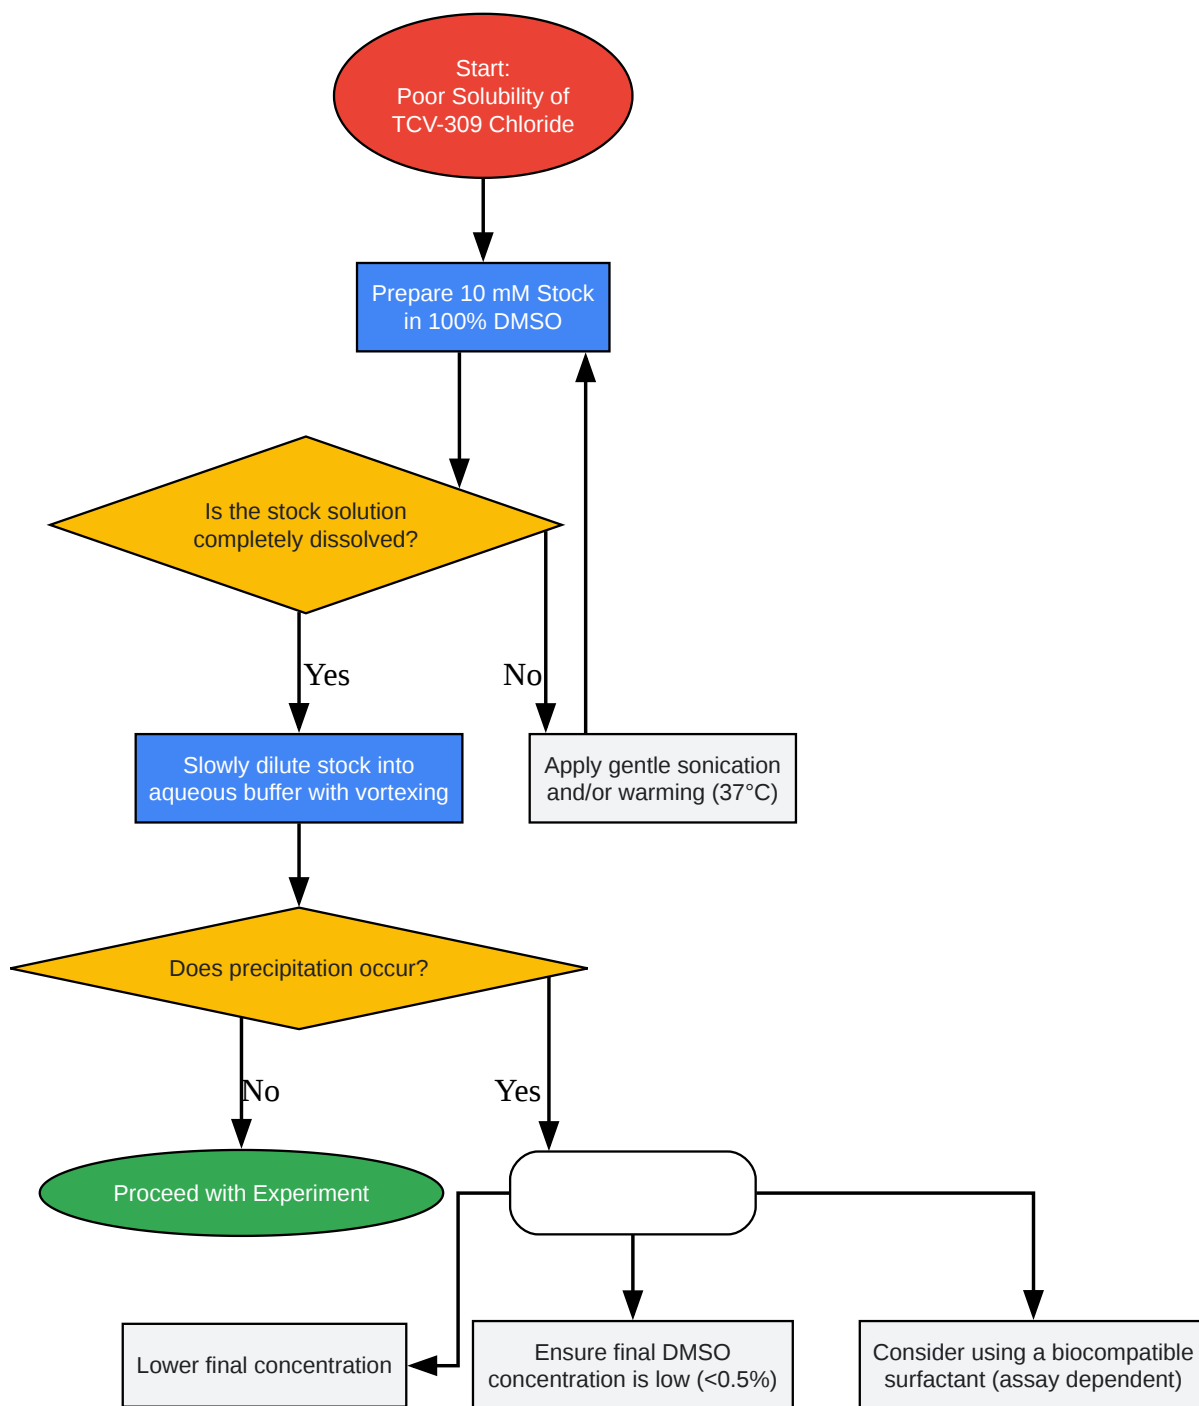 Start:
Poor Solubility of
TCV-309 Chloride
Prepare 10 mM Stock
in 100% DMSO
Is the stock solution
completely dissolved?
Yes
No
Slowly dilute stock into
aqueous buffer with vortexing
Apply gentle sonication
and/or warming (37°C)
Does precipitation occur?
No
Yes
Proceed with Experiment
Lower final concentration
Ensure final DMSO
concentration is low (<0.5%)
Consider using a biocompatible
surfactant (assay dependent)